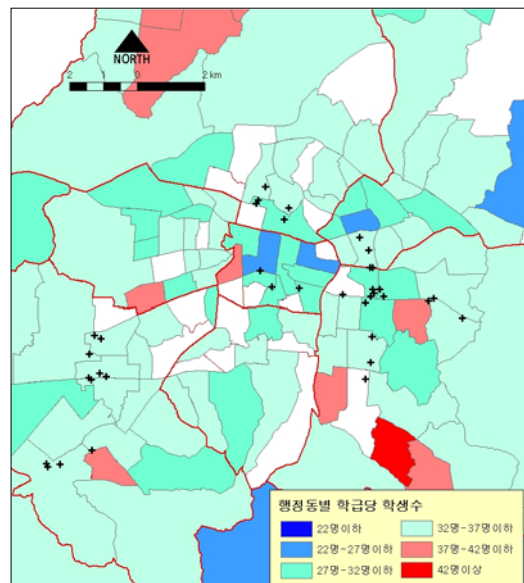 NORTH
2 1 0 2 km
행정동별 학급당 학생수
22명이하
22명-27명이하
27명-32명이하
32명-37명이하
37명-42명이하
42명이상